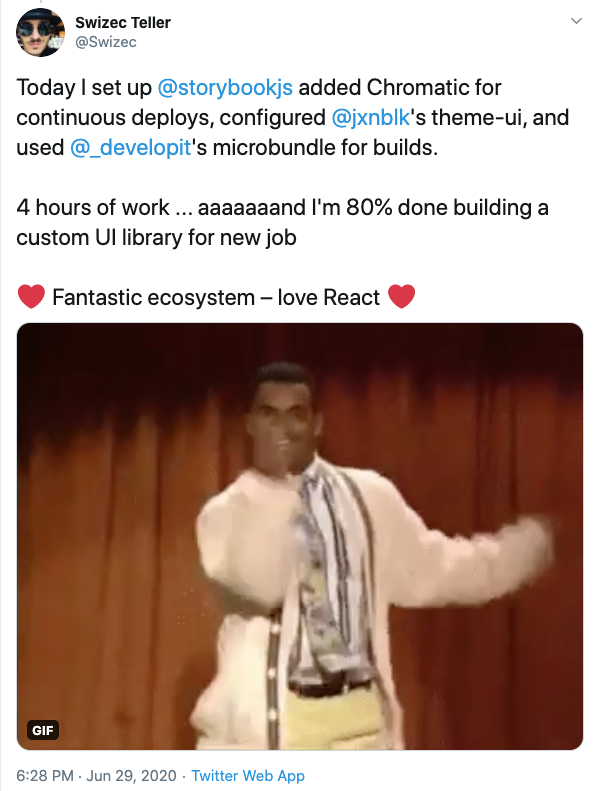 Swizec Teller
@Swizec
Today I set up @storybookjs added Chromatic for
continuous deploys, configured @jxnblk's theme-ui, and
used @_developit's microbundle for builds.
4 hours of work ... aaaaaaand I'm 80% done building a
custom UI library for new job
❤️ Fantastic ecosystem – love React ❤️
GIF
6:28 PM · Jun 29, 2020 · Twitter Web App